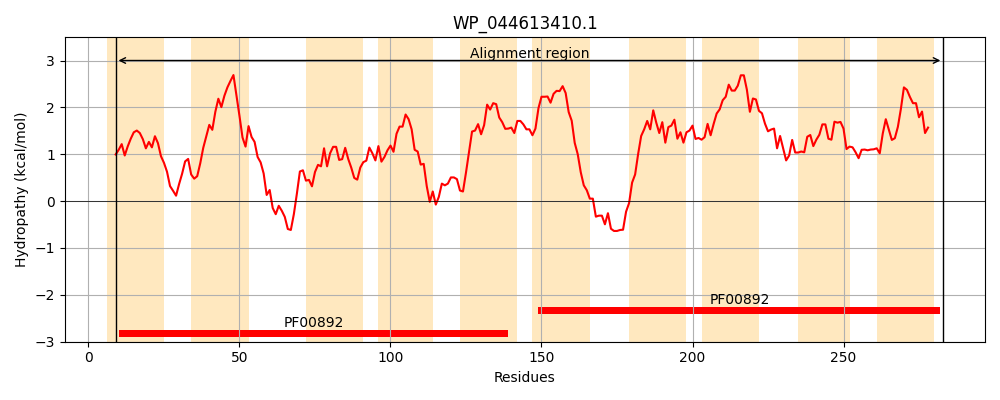 WP_044613410.1
Alignment region
Hydropathy (kcal/mol)
3
2
1
0
−1
−2
−3
PF00892
PF00892
0
50
100
150
200
250
Residues